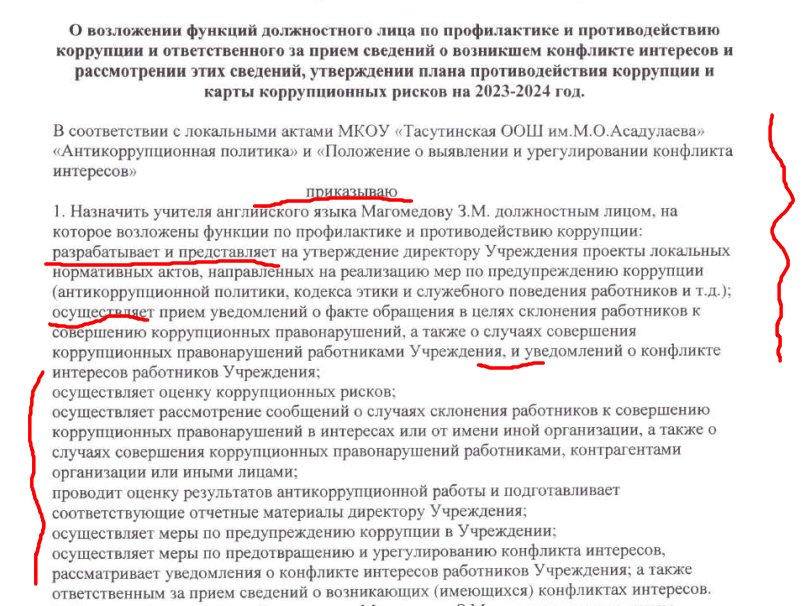 О возложении функций должностного лица по профилактике и противодействию
коррупции и ответственного за прием сведений о возникшем конфликте интересов и
рассмотрении этих сведений, утверждении плана противодействия коррупции и
карты коррупционных рисков на 2023-2024 год.
В соответствии с локальными актами МКОУ «Тасутинская ООШ им.М.О.Асадулаева»
«Антикоррупционная политика» и «Положение о выявлении и урегулировании конфликта
интересов»
приказываю
1. Назначить учителя английского языка Магомедову З.М. должностным лицом, на
которое возложены функции по профилактике и противодействию коррупции:
разрабатывает и представляет на утверждение директору Учреждения проекты локальных
нормативных актов, направленных на реализацию мер по предупреждению коррупции
(антикоррупционной политики, кодекса этики и служебного поведения работников и т.д.);
осуществляет прием уведомлений о факте обращения в целях склонения работников к
совершению коррупционных правонарушений, а также о случаях совершения
коррупционных правонарушений работниками Учреждения, и уведомлений о конфликте
интересов работников Учреждения;
осуществляет оценку коррупционных рисков;
осуществляет рассмотрение сообщений о случаях склонения работников к совершению
коррупционных правонарушений в интересах или от имени иной организации, а также о
случаях совершения коррупционных правонарушений работниками, контрагентами
организации или иными лицами;
проводит оценку результатов антикоррупционной работы и подготавливает
соответствующие отчетные материалы директору Учреждения;
осуществляет меры по предупреждению коррупции в Учреждении;
осуществляет меры по предотвращению и урегулированию конфликта интересов,
рассматривает уведомления о конфликте интересов работников Учреждения; а также
ответственным за прием сведений о возникающих (имеющихся) конфликтах интересов.